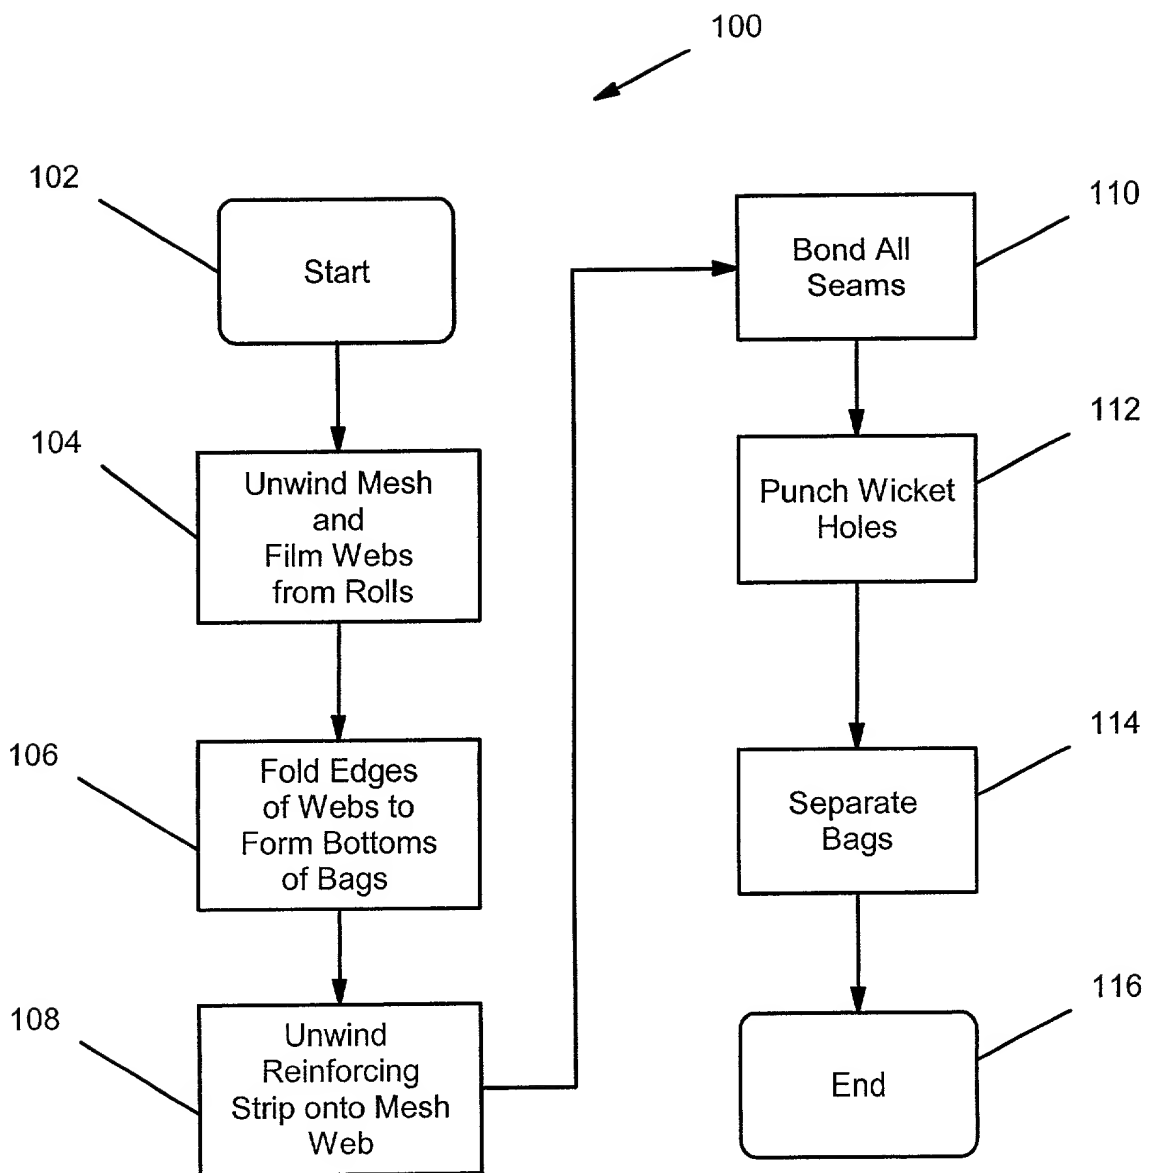 100
102
Start
104
Unwind Mesh
and
Film Webs
from Rolls
106
Fold Edges
of Webs to
Form Bottoms
of Bags
108
Unwind
Reinforcing
Strip onto Mesh
Web
110
Bond All
Seams
112
Punch Wicket
Holes
114
Separate
Bags
116
End